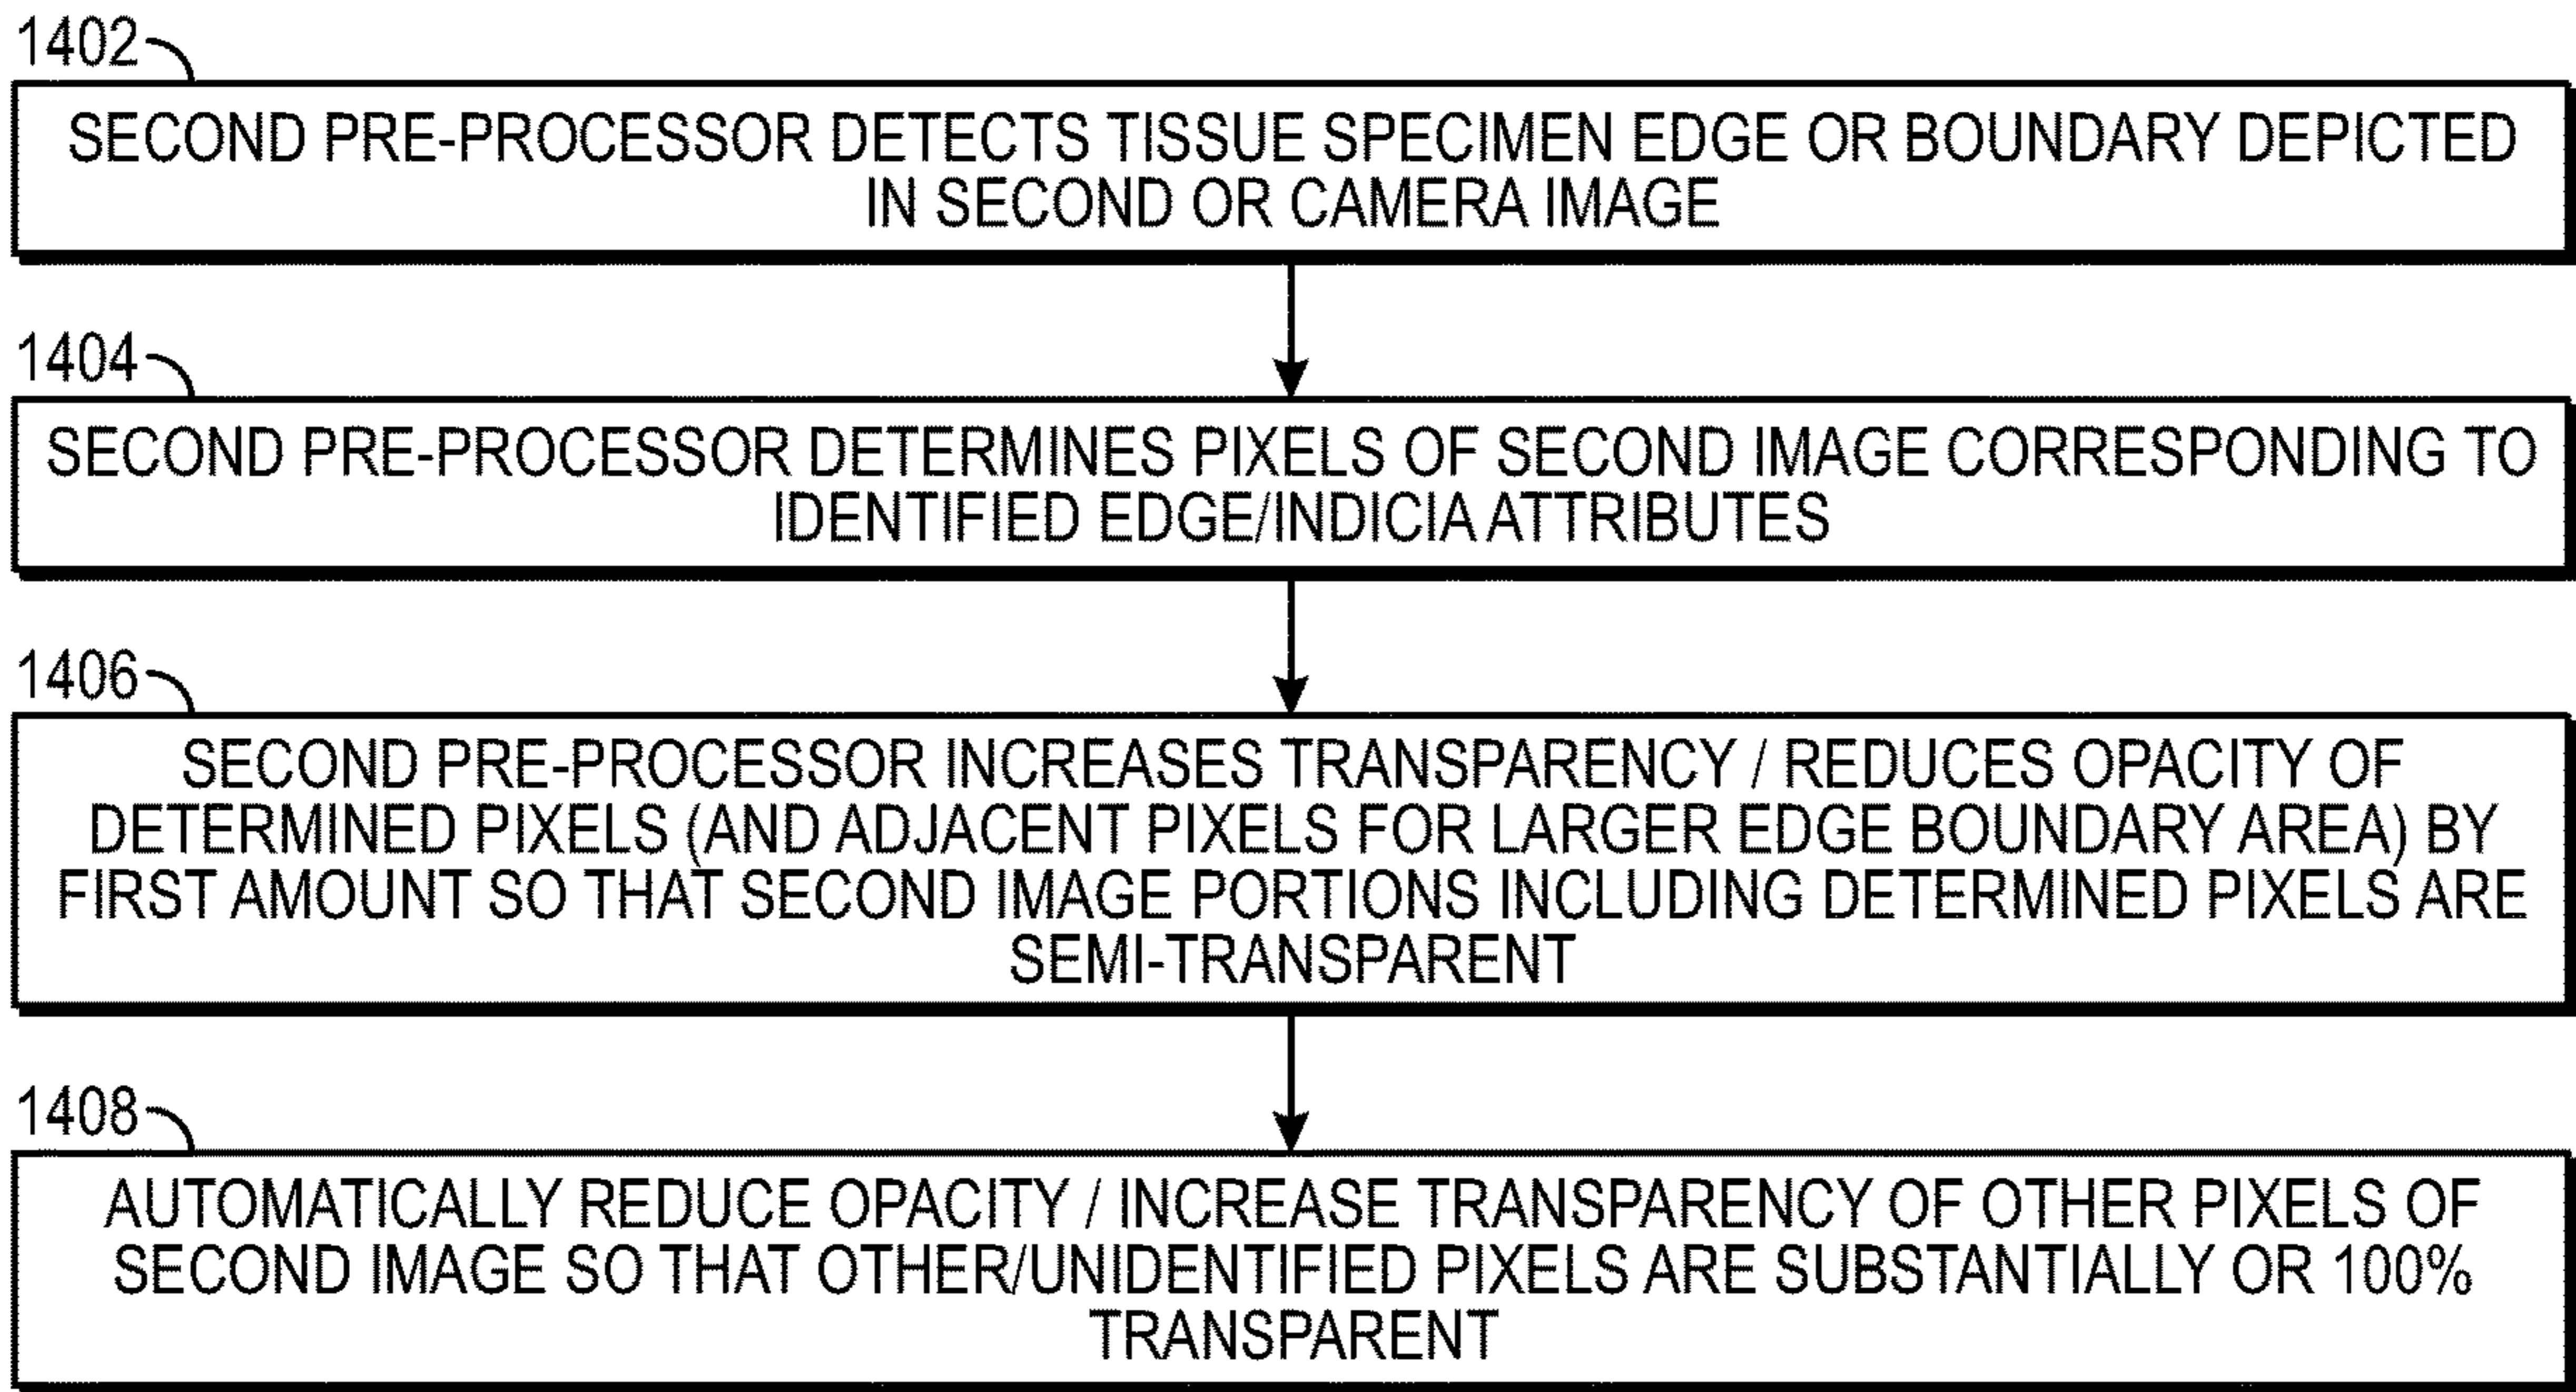 1402
SECOND PRE-PROCESSOR DETECTS TISSUE SPECIMEN EDGE OR BOUNDARY DEPICTED
IN SECOND OR CAMERA IMAGE
1404
SECOND PRE-PROCESSOR DETERMINES PIXELS OF SECOND IMAGE CORRESPONDING TO
IDENTIFIED EDGE/INDICIA ATTRIBUTES
1406
SECOND PRE-PROCESSOR INCREASES TRANSPARENCY / REDUCES OPACITY OF
DETERMINED PIXELS (AND ADJACENT PIXELS FOR LARGER EDGE BOUNDARY AREA) BY
FIRST AMOUNT SO THAT SECOND IMAGE PORTIONS INCLUDING DETERMINED PIXELS ARE
SEMI-TRANSPARENT
1408
AUTOMATICALLY REDUCE OPACITY / INCREASE TRANSPARENCY OF OTHER PIXELS OF
SECOND IMAGE SO THAT OTHER/UNIDENTIFIED PIXELS ARE SUBSTANTIALLY OR 100%
TRANSPARENT